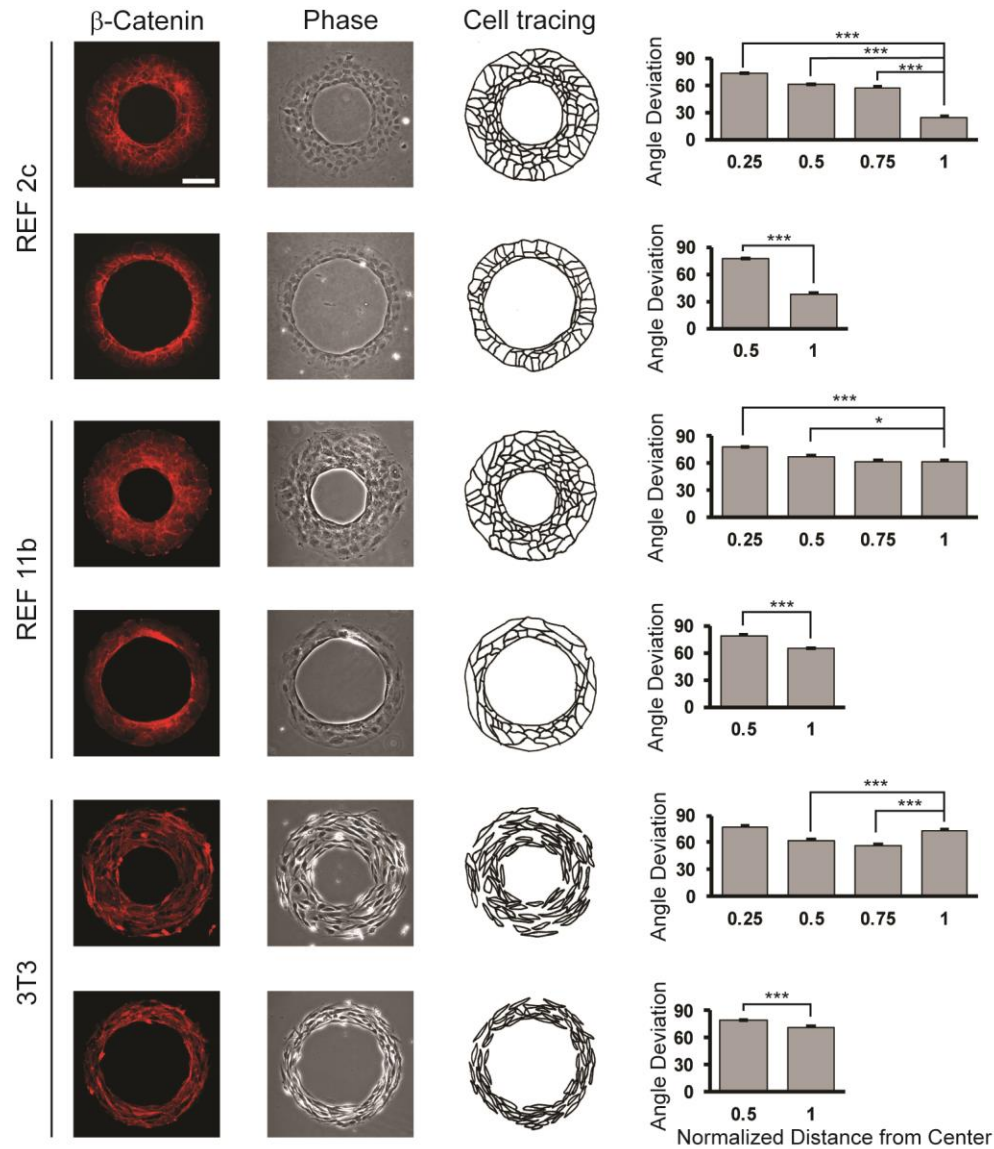 β-Catenin Phase Cell tracing
REF 2c
Angle Deviation
90
60
30
0
***
***
***
0.25 0.5 0.75 1
Angle Deviation
90
60
30
0
***
0.5 1
REF 11b
Angle Deviation
90
60
30
0
***
*
0.25 0.5 0.75 1
Angle Deviation
90
60
30
0
***
0.5 1
3T3
Angle Deviation
90
60
30
0
***
***
0.25 0.5 0.75 1
Angle Deviation
90
60
30
0
***
0.5 1
Normalized Distance from Center